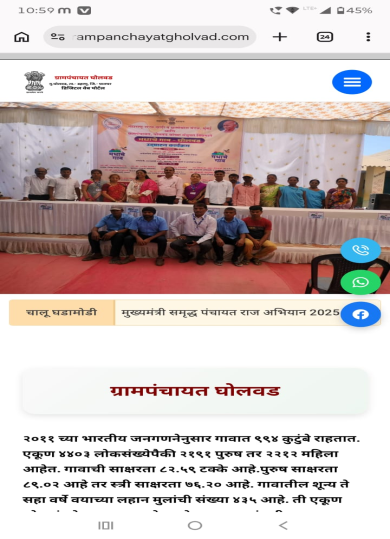 10:59 m
45%
ampanchayatgholvad.com
24
ग्रामपंचायत घोलवड
डिजिटल वेब पोर्टल
चालू घडामोडी
मुख्यमंत्री समृद्ध पंचायत राज अभियान 2025
ग्रामपंचायत घोलवड
२०११ च्या भारतीय जनगणनेनुसार गावात ९९४ कुटुंबे राहतात.
एकूण ४४०३ लोकसंख्येपैकी २१९१ पुरुष तर २२१२ महिला
आहेत. गावाची साक्षरता ८२.५९ टक्के आहे.पुरुष साक्षरता
८९.०२ आहे तर स्त्री साक्षरता ७६.२० आहे. गावातील शून्य ते
सहा वर्षे वयाच्या लहान मुलांची संख्या ४३५ आहे. ती एकूण